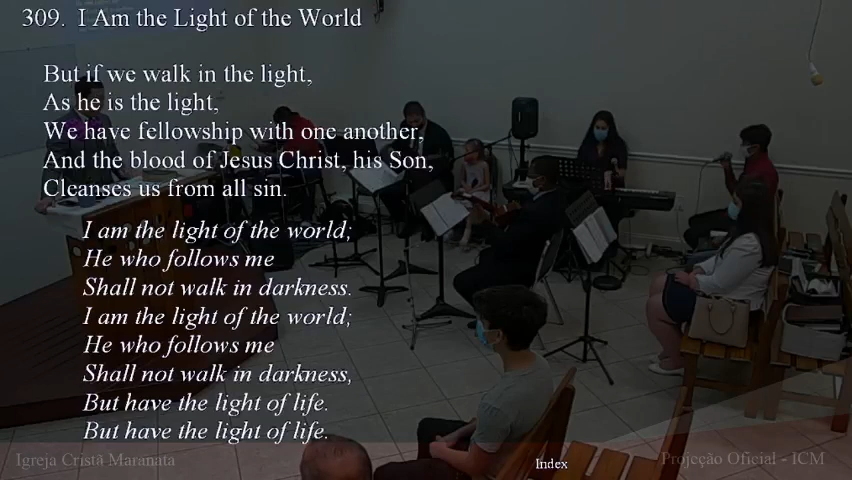 309. I Am the Light of the World
But if we walk in the light,
As he is the light,
We have fellowship with one another,
And the blood of Jesus Christ, his Son,
Cleanses us from all sin.
I am the light of the world;
He who follows me
Shall not walk in darkness.
I am the light of the world;
He who follows me
Shall not walk in darkness,
But have the light of life.
But have the light of life.
Igreja Cristã Maranata
Index
Projeção Oficial - ICM